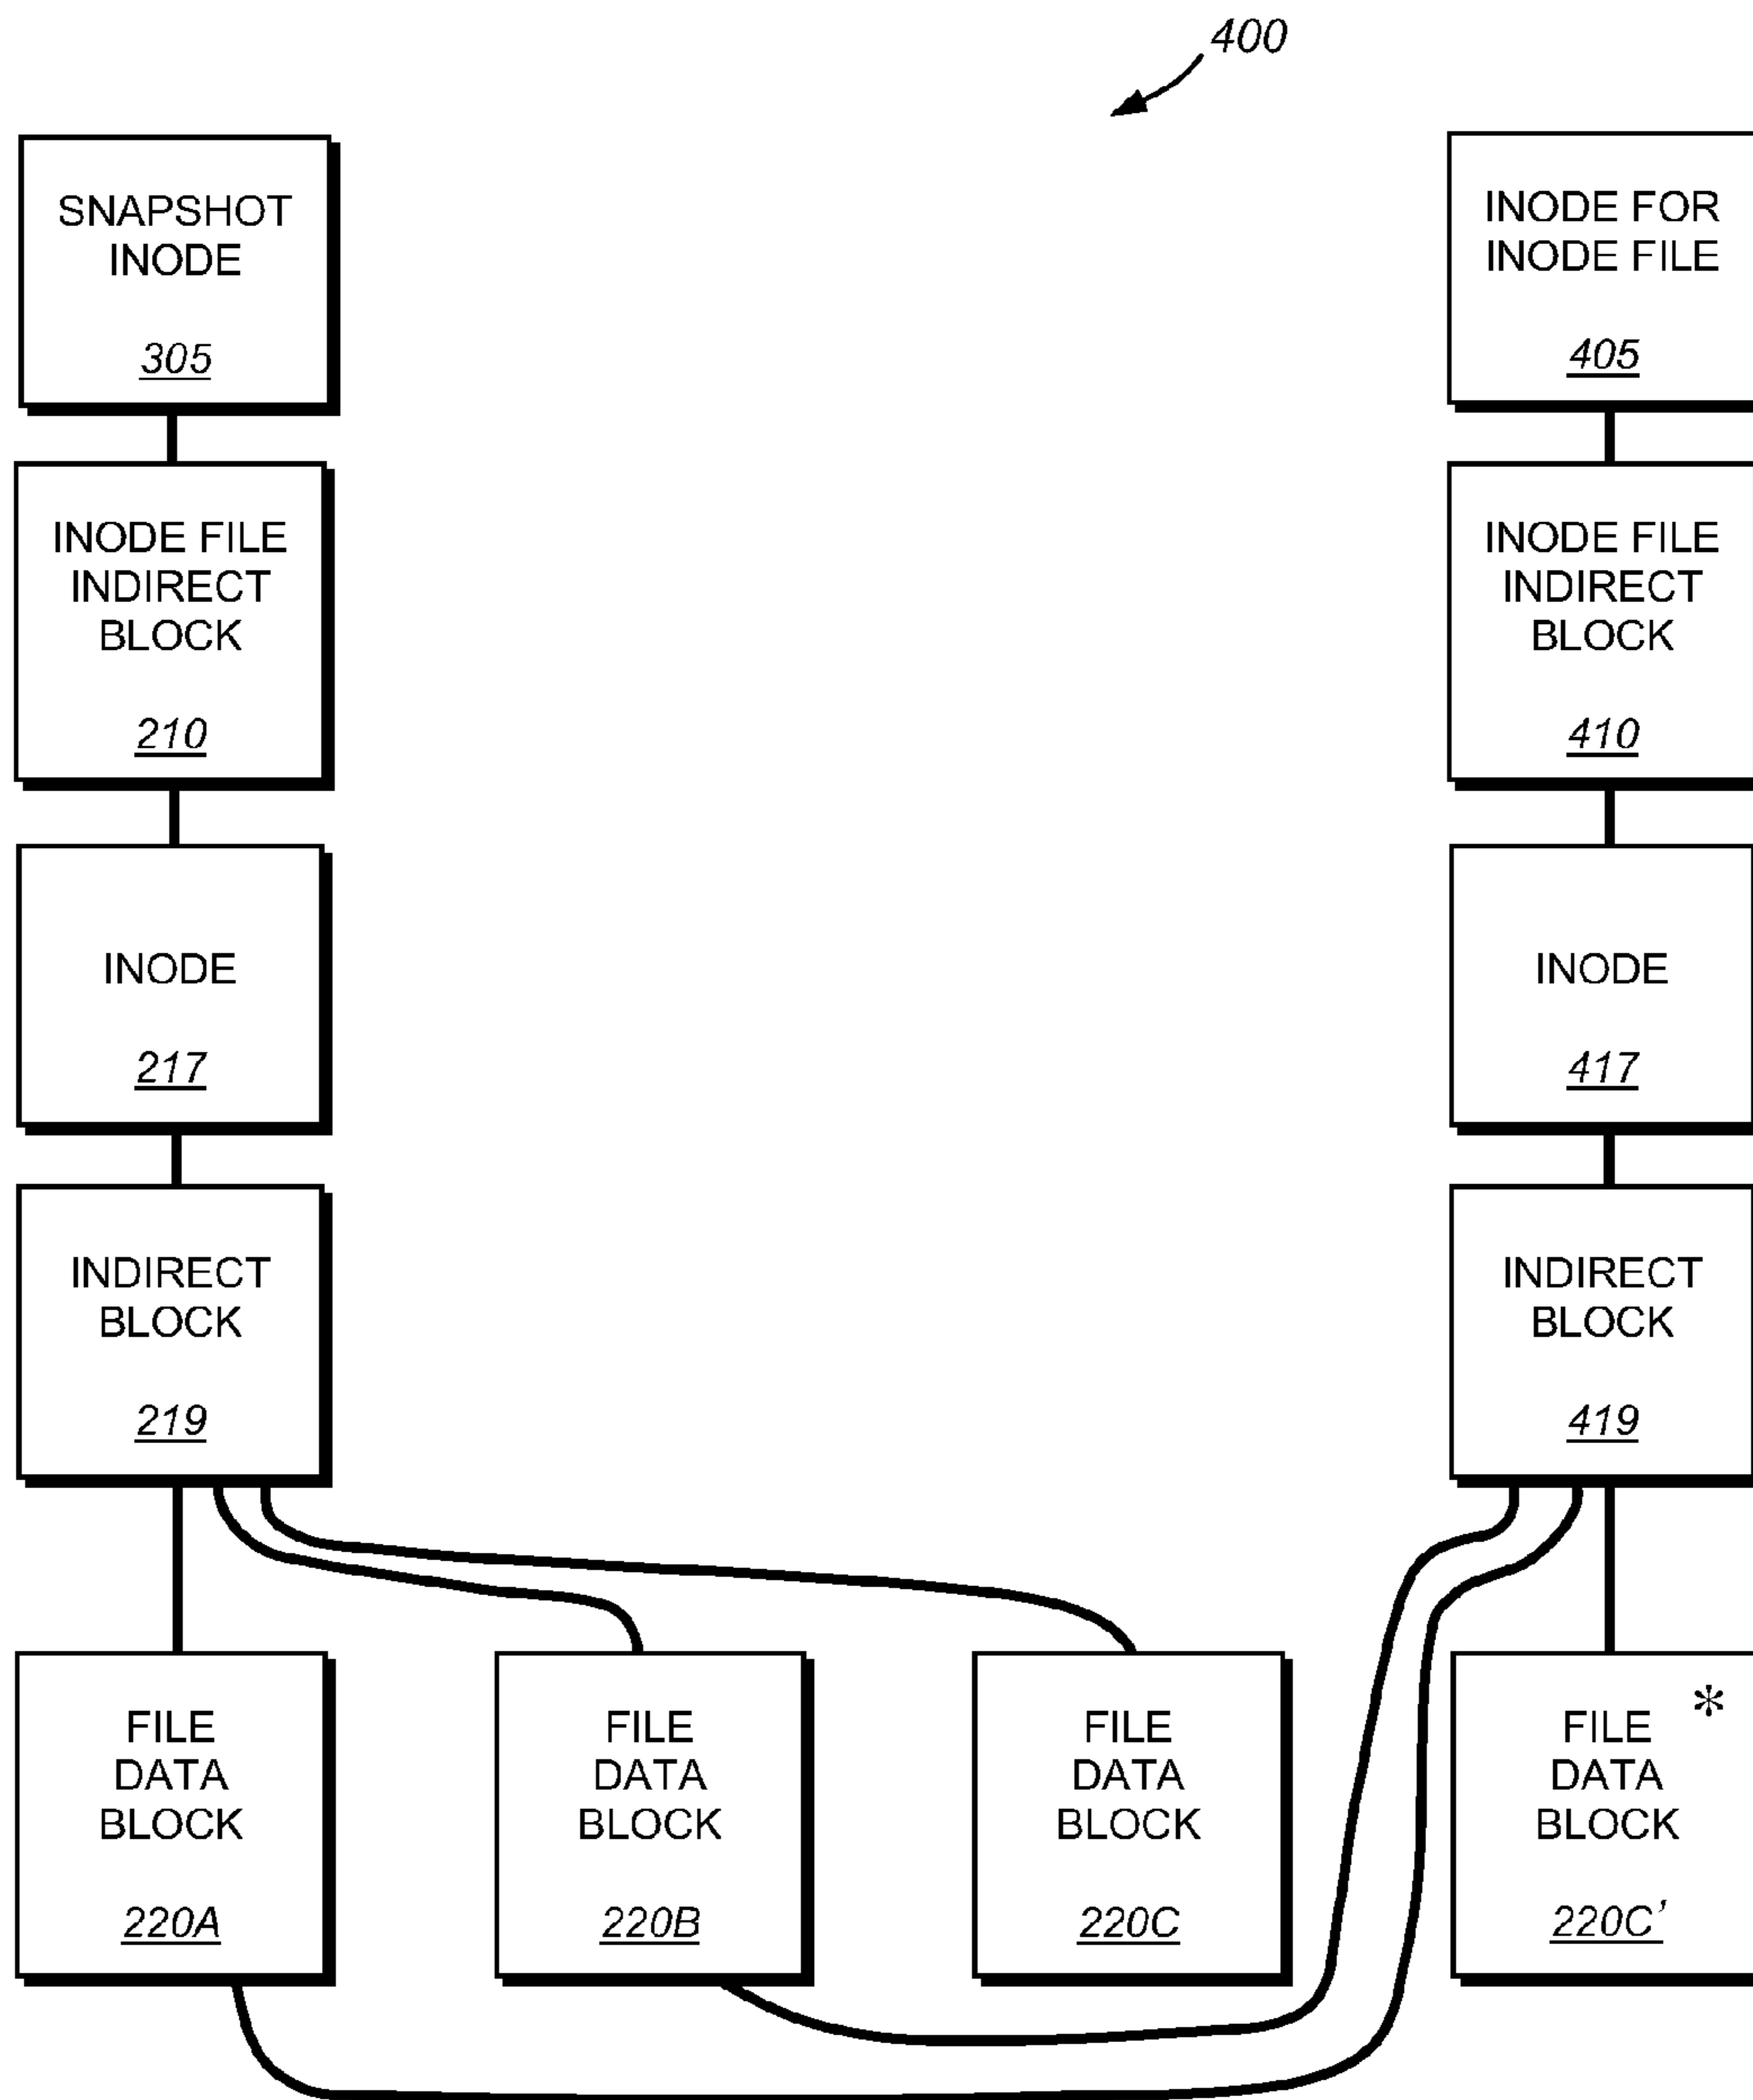 400
SNAPSHOT
INODE
305
INODE FOR
INODE FILE
405
INODE FILE
INDIRECT
BLOCK
210
INODE FILE
INDIRECT
BLOCK
410
INODE
217
INODE
417
INDIRECT
BLOCK
219
INDIRECT
BLOCK
419
FILE
DATA
BLOCK
220A
FILE
DATA
BLOCK
220B
FILE
DATA
BLOCK
220C
FILE *
DATA
BLOCK
220C’